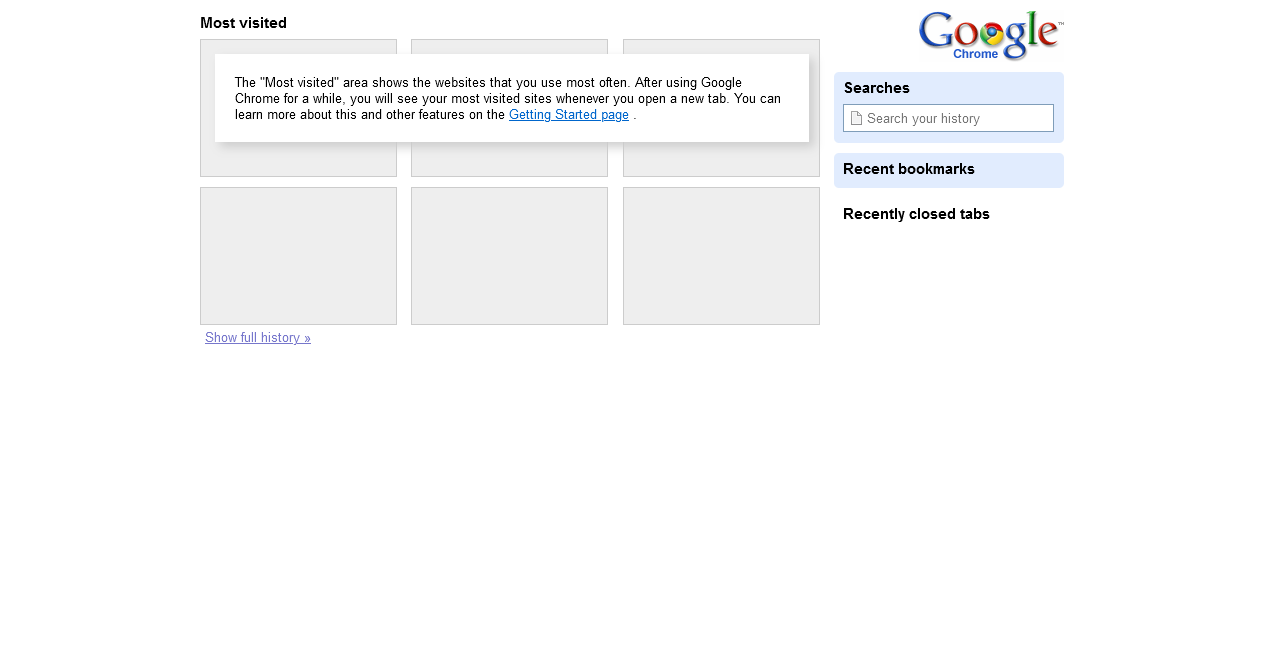 Most visited
The "Most visited" area shows the websites that you use most often. After using Google
Chrome for a while, you will see your most visited sites whenever you open a new tab. You can
learn more about this and other features on the Getting Started page .
Show full history »
Google™
Chrome
Searches
Search your history
Recent bookmarks
Recently closed tabs